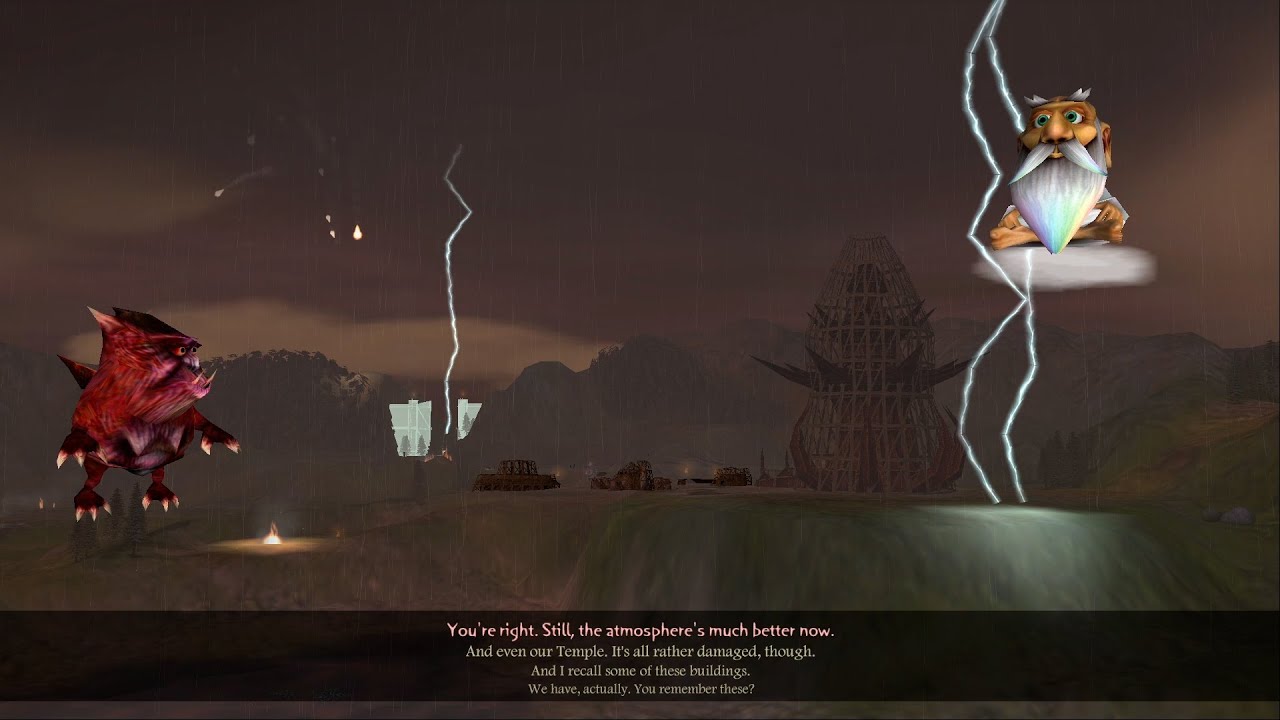 You're right. Still, the atmosphere's much better now.
And even our Temple. It's all rather damaged, though.
And I recall some of these buildings.
We have, actually. You remember these?